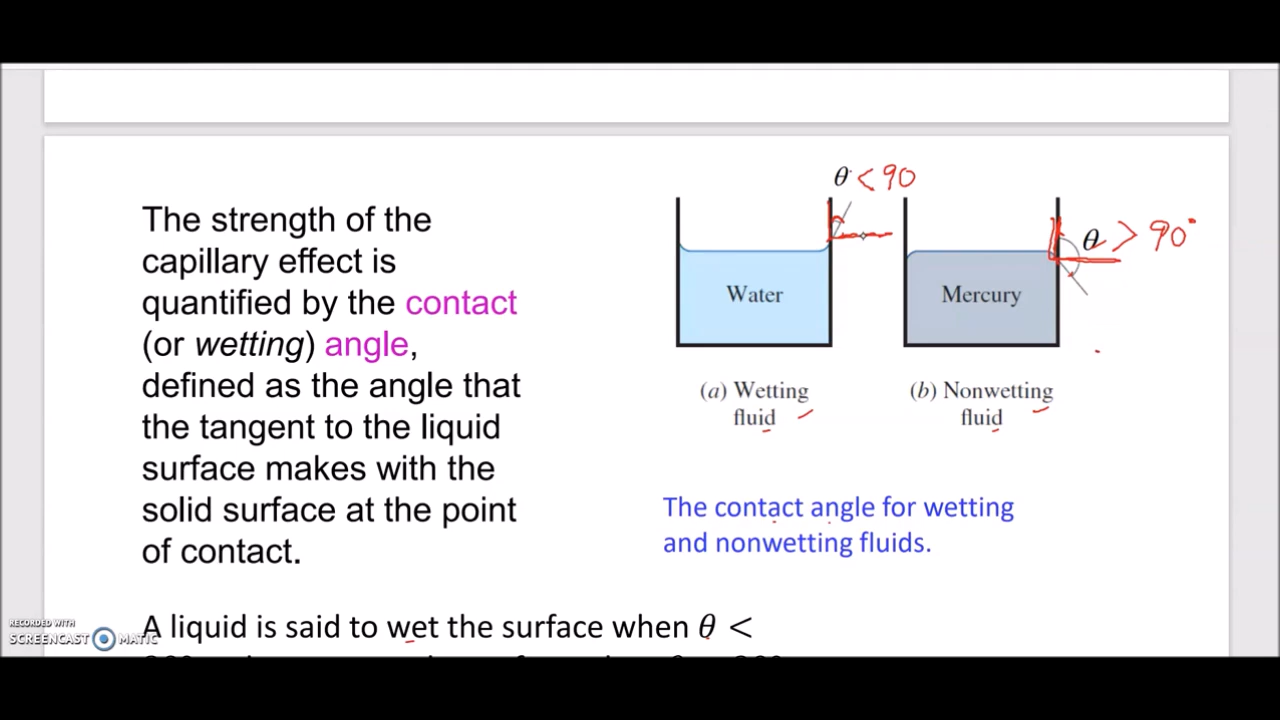 The strength of the
capillary effect is
quantified by the contact
(or wetting) angle,
defined as the angle that
the tangent to the liquid
surface makes with the
solid surface at the point
of contact.
θ < 90
θ > 90°
Water
Mercury
(a) Wetting
fluid
(b) Nonwetting
fluid
The contact angle for wetting
and nonwetting fluids.
A liquid is said to wet the surface when θ <
RECORDED WITH
SCREENCAST MATIC